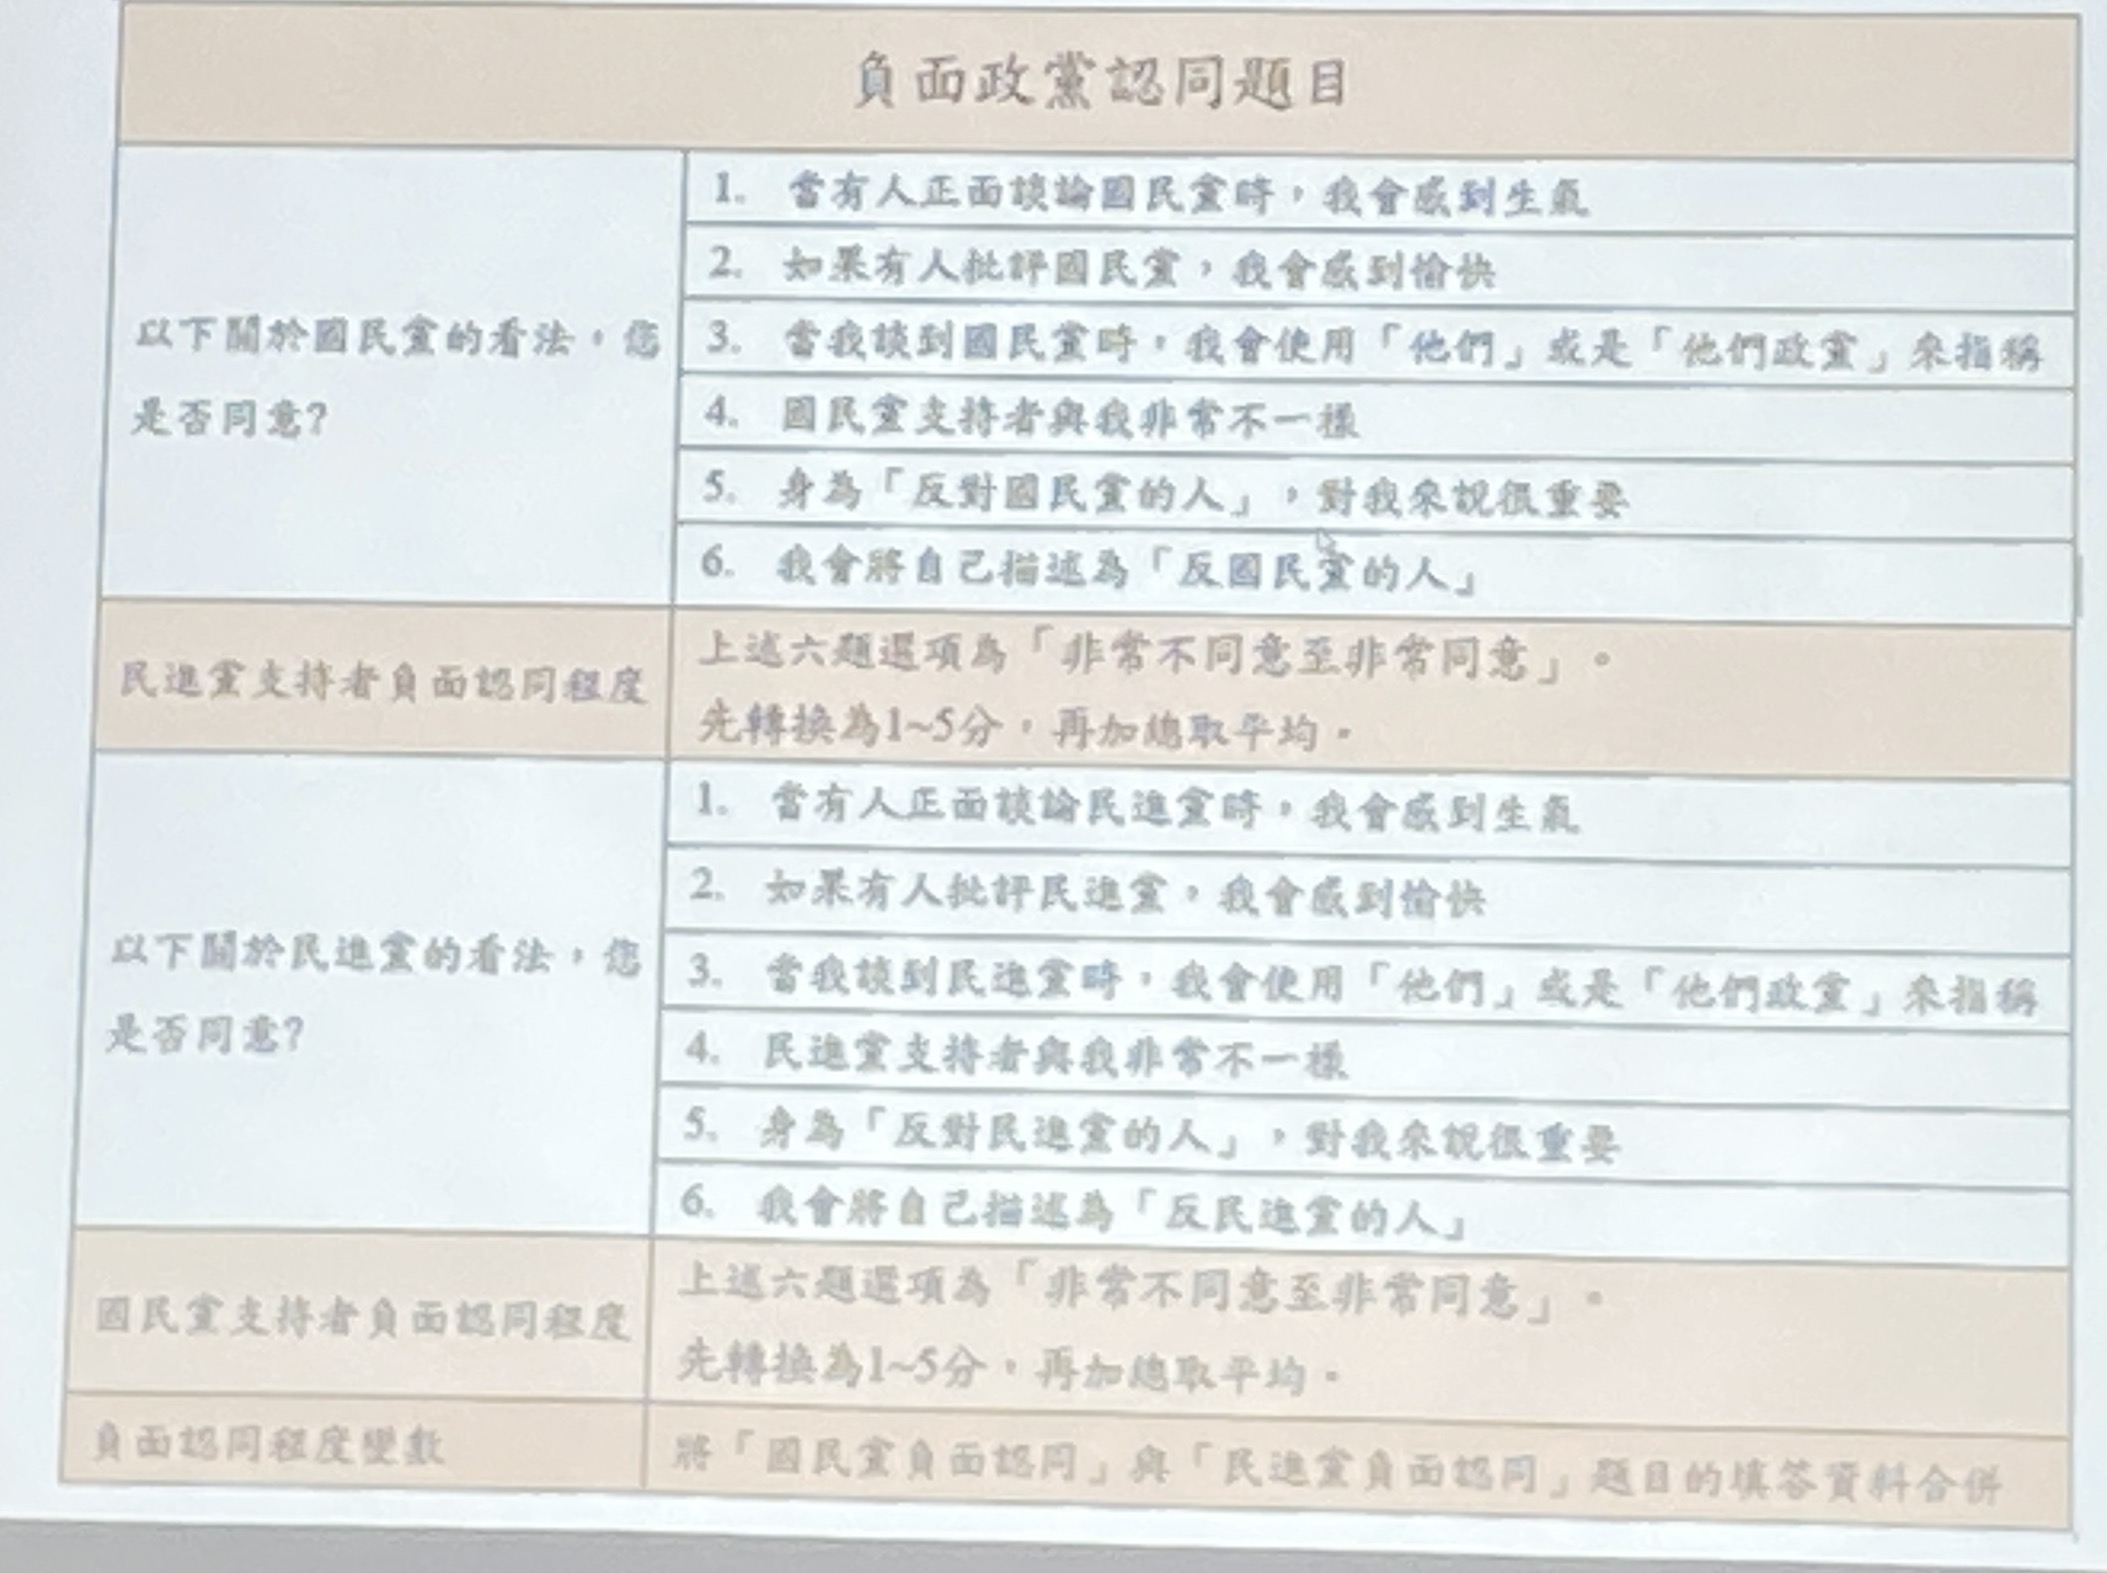 負面政黨認同題目
以下關於國民黨的看法，您
是否同意?
1. 當有人正面談論國民黨時，我會感到生氣
2. 如果有人批評國民黨，我會感到愉快
3. 當我談到國民黨時，我會使用「他們」或是「他們政黨」來指稱
4. 國民黨支持者與我非常不一樣
5. 身為「反對國民黨的人」，對我來說很重要
6. 我會將自己描述為「反國民黨的人」
民進黨支持者負面認同程度
上述六題選項為「非常不同意至非常同意」。
先轉換為1~5分，再加總取平均。
以下關於民進黨的看法，您
是否同意?
1. 當有人正面談論民進黨時，我會感到生氣
2. 如果有人批評民進黨，我會感到愉快
3. 當我談到民進黨時，我會使用「他們」或是「他們政黨」來指稱
4. 民進黨支持者與我非常不一樣
5. 身為「反對民進黨的人」，對我來說很重要
6. 我會將自己描述為「反民進黨的人」
國民黨支持者負面認同程度
上述六題選項為「非常不同意至非常同意」。
先轉換為1~5分，再加總取平均。
負面認同程度變數
將「國民黨負面認同」與「民進黨負面認同」題目的填答資料合併